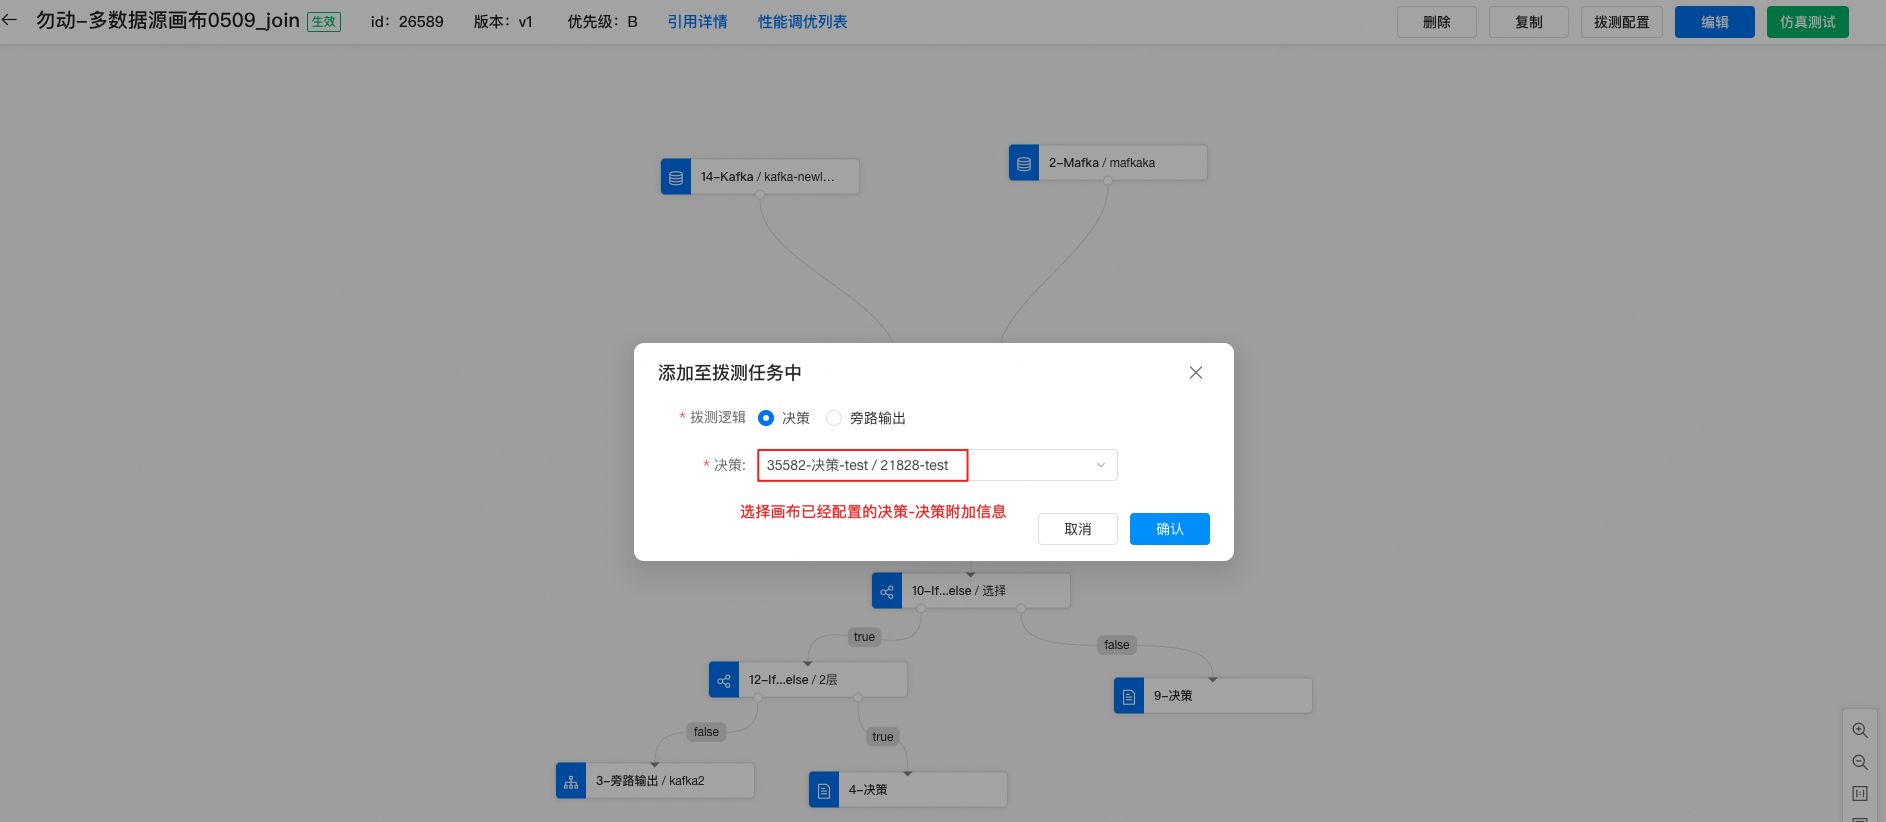 勿动-多数据源画布0509_join 生效 id：26589 版本：v1 优先级：B 引用详情 性能调优列表 删除 复制 拨测配置 编辑 仿真测试
14-Kafka / kafka-newl...
2-Mafka / mafkaka
添加至拨测任务中
* 拨测逻辑 决策 旁路输出
* 决策: 35582-决策-test / 21828-test
选择画布已经配置的决策-决策附加信息
取消 确认
10-If...else / 选择
true
false
12-If...else / 2层
9-决策
false
true
3-旁路输出 / kafka2
4-决策